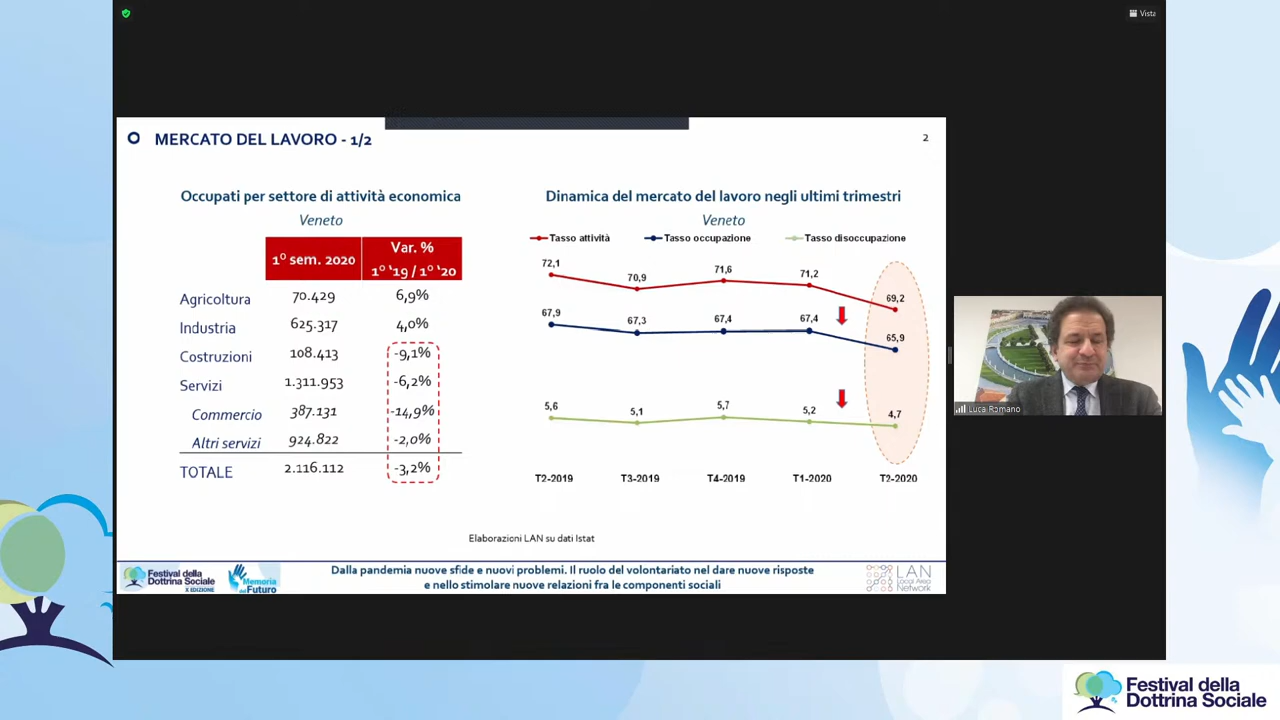 Vista
MERCATO DEL LAVORO - 1/2
2
Occupati per settore di attività economica
Veneto
1° sem. 2020
Var. %
1° '19 / 1° '20
Agricoltura 70.429 6,9%
Industria 625.317 4,0%
Costruzioni 108.413 -9,1%
Servizi 1.311.953 -6,2%
Commercio 387.131 -14,9%
Altri servizi 924.822 -2,0%
TOTALE 2.116.112 -3,2%
Dinamica del mercato del lavoro negli ultimi trimestri
Veneto
Tasso attività Tasso occupazione Tasso disoccupazione
72,1 70,9 71,6 71,2 69,2
67,9 67,3 67,4 67,4 65,9
5,6 5,1 5,7 5,2 4,7
T2-2019 T3-2019 T4-2019 T1-2020 T2-2020
Elaborazioni LAN su dati Istat
Festival della
Dottrina Sociale
X EDIZIONE
Memoria
del Futuro
Dalla pandemia nuove sfide e nuovi problemi. Il ruolo del volontariato nel dare nuove risposte
e nello stimolare nuove relazioni fra le componenti sociali
LAN
Local Area
Network
Luca Romano
Festival della
Dottrina Sociale